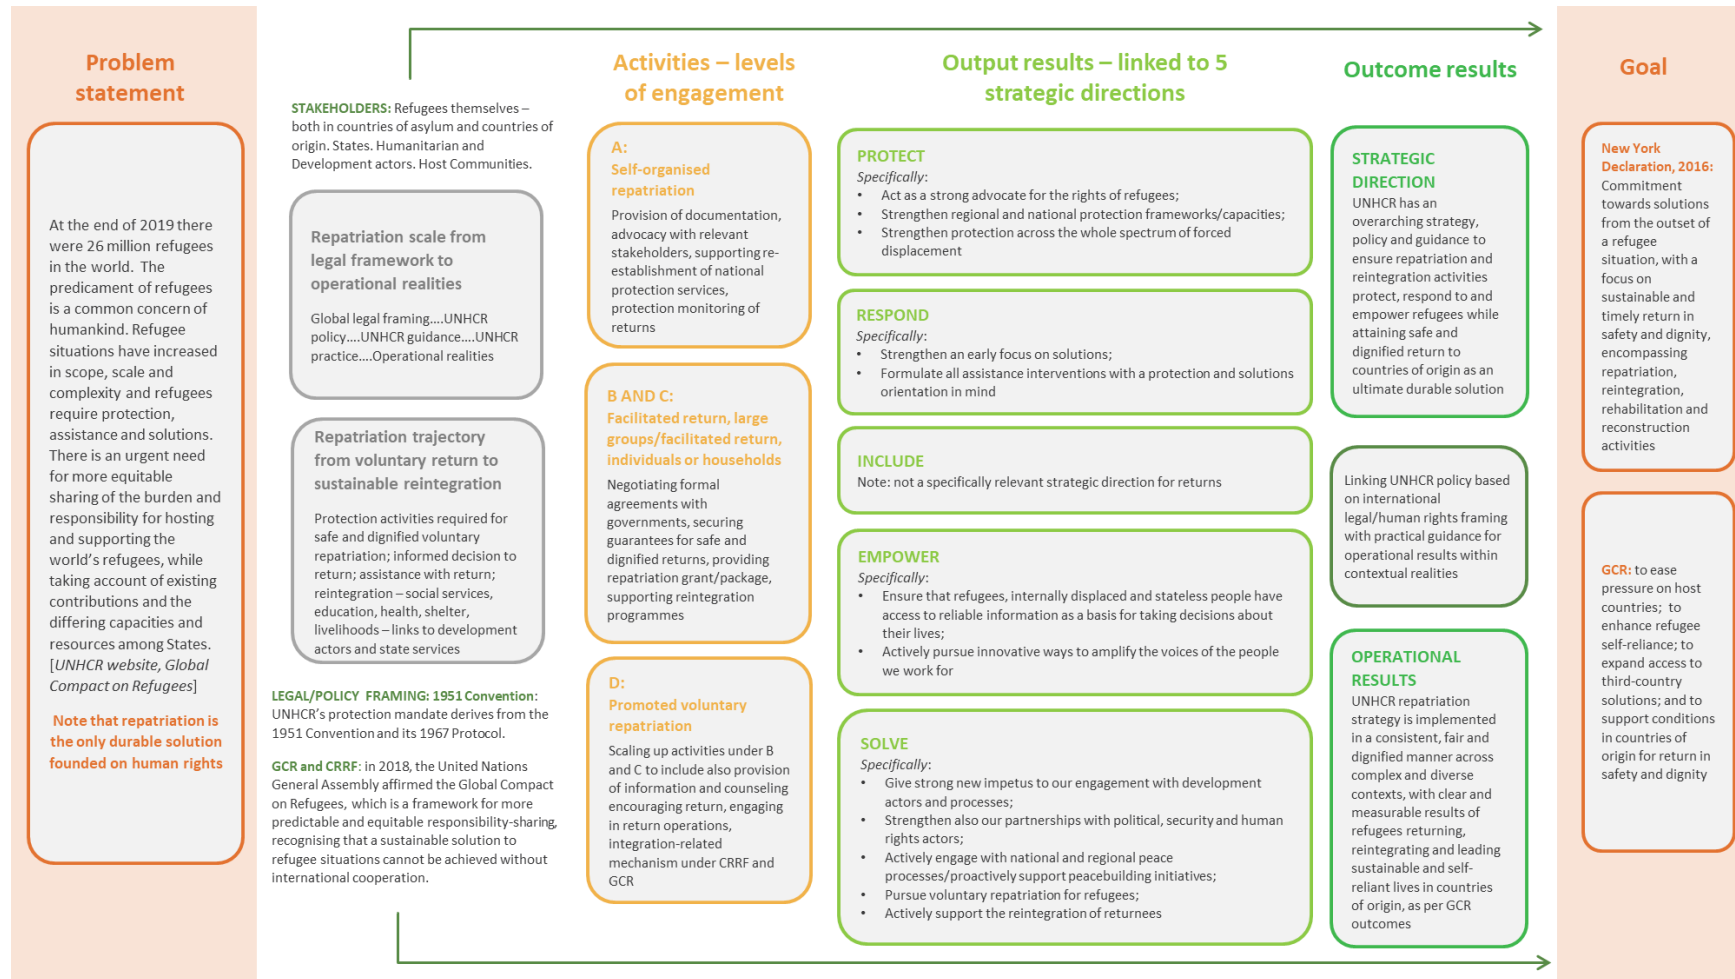 Problem
statement
At the end of 2019 there
were 26 million refugees
in the world.  The
predicament of refugees
is a common concern of
humankind. Refugee
situations have increased
in scope, scale and
complexity and refugees
require protection,
assistance and solutions.
There is an urgent need
for more equitable
sharing of the burden and
responsibility for hosting
and supporting the
world's refugees, while
taking account of existing
contributions and the
differing capacities and
resources among States.
[UNHCR website, Global
Compact on Refugees]
Note that repatriation is
the only durable solution
founded on human rights
STAKEHOLDERS: Refugees themselves –
both in countries of asylum and countries of
origin. States. Humanitarian and
Development actors. Host Communities.
Repatriation scale from
legal framework to
operational realities
Global legal framing....UNHCR
policy....UNHCR guidance....UNHCR
practice....Operational realities
Repatriation trajectory
from voluntary return to
sustainable reintegration
Protection activities required for
safe and dignified voluntary
repatriation; informed decision to
return; assistance with return;
reintegration – social services,
education, health, shelter,
livelihoods – links to development
actors and state services
LEGAL/POLICY FRAMING: 1951 Convention:
UNHCR's protection mandate derives from the
1951 Convention and its 1967 Protocol.
GCR and CRRF: in 2018, the United Nations
General Assembly affirmed the Global Compact
on Refugees, which is a framework for more
predictable and equitable responsibility-sharing,
recognising that a sustainable solution to
refugee situations cannot be achieved without
international cooperation.
Activities – levels
of engagement
A:
Self-organised
repatriation
Provision of documentation,
advocacy with relevant
stakeholders, supporting re-
establishment of national
protection services,
protection monitoring of
returns
B AND C:
Facilitated return, large
groups/facilitated return,
individuals or households
Negotiating formal
agreements with
governments, securing
guarantees for safe and
dignified returns, providing
repatriation grant/package,
supporting reintegration
programmes
D:
Promoted voluntary
repatriation
Scaling up activities under B
and C to include also provision
of information and counseling
encouraging return, engaging
in return operations,
integration-related
mechanism under CRRF and
GCR
Output results – linked to 5
strategic directions
PROTECT
Specifically:
• Act as a strong advocate for the rights of refugees;
• Strengthen regional and national protection frameworks/capacities;
• Strengthen protection across the whole spectrum of forced
displacement
RESPOND
Specifically:
• Strengthen an early focus on solutions;
• Formulate all assistance interventions with a protection and solutions
orientation in mind
INCLUDE
Note: not a specifically relevant strategic direction for returns
EMPOWER
Specifically:
• Ensure that refugees, internally displaced and stateless people have
access to reliable information as a basis for taking decisions about
their lives;
• Actively pursue innovative ways to amplify the voices of the people
we work for
SOLVE
Specifically:
• Give strong new impetus to our engagement with development
actors and processes;
• Strengthen also our partnerships with political, security and human
rights actors;
• Actively engage with national and regional peace
processes/proactively support peacebuilding initiatives;
• Pursue voluntary repatriation for refugees;
• Actively support the reintegration of returnees
Outcome results
STRATEGIC
DIRECTION
UNHCR has an
overarching strategy,
policy and guidance to
ensure repatriation and
reintegration activities
protect, respond to and
empower refugees while
attaining safe and
dignified return to
countries of origin as an
ultimate durable solution
Linking UNHCR policy based
on international
legal/human rights framing
with practical guidance for
operational results within
contextual realities
OPERATIONAL
RESULTS
UNHCR repatriation
strategy is implemented
in a consistent, fair and
dignified manner across
complex and diverse
contexts, with clear and
measurable results of
refugees returning,
reintegrating and leading
sustainable and self-
reliant lives in countries
of origin, as per GCR
outcomes
Goal
New York
Declaration, 2016:
Commitment
towards solutions
from the outset of
a refugee
situation, with a
focus on
sustainable and
timely return in
safety and dignity,
encompassing
repatriation,
reintegration,
rehabilitation and
reconstruction
activities
GCR: to ease
pressure on host
countries;  to
enhance refugee
self-reliance; to
expand access to
third-country
solutions; and to
support conditions
in countries of
origin for return in
safety and dignity